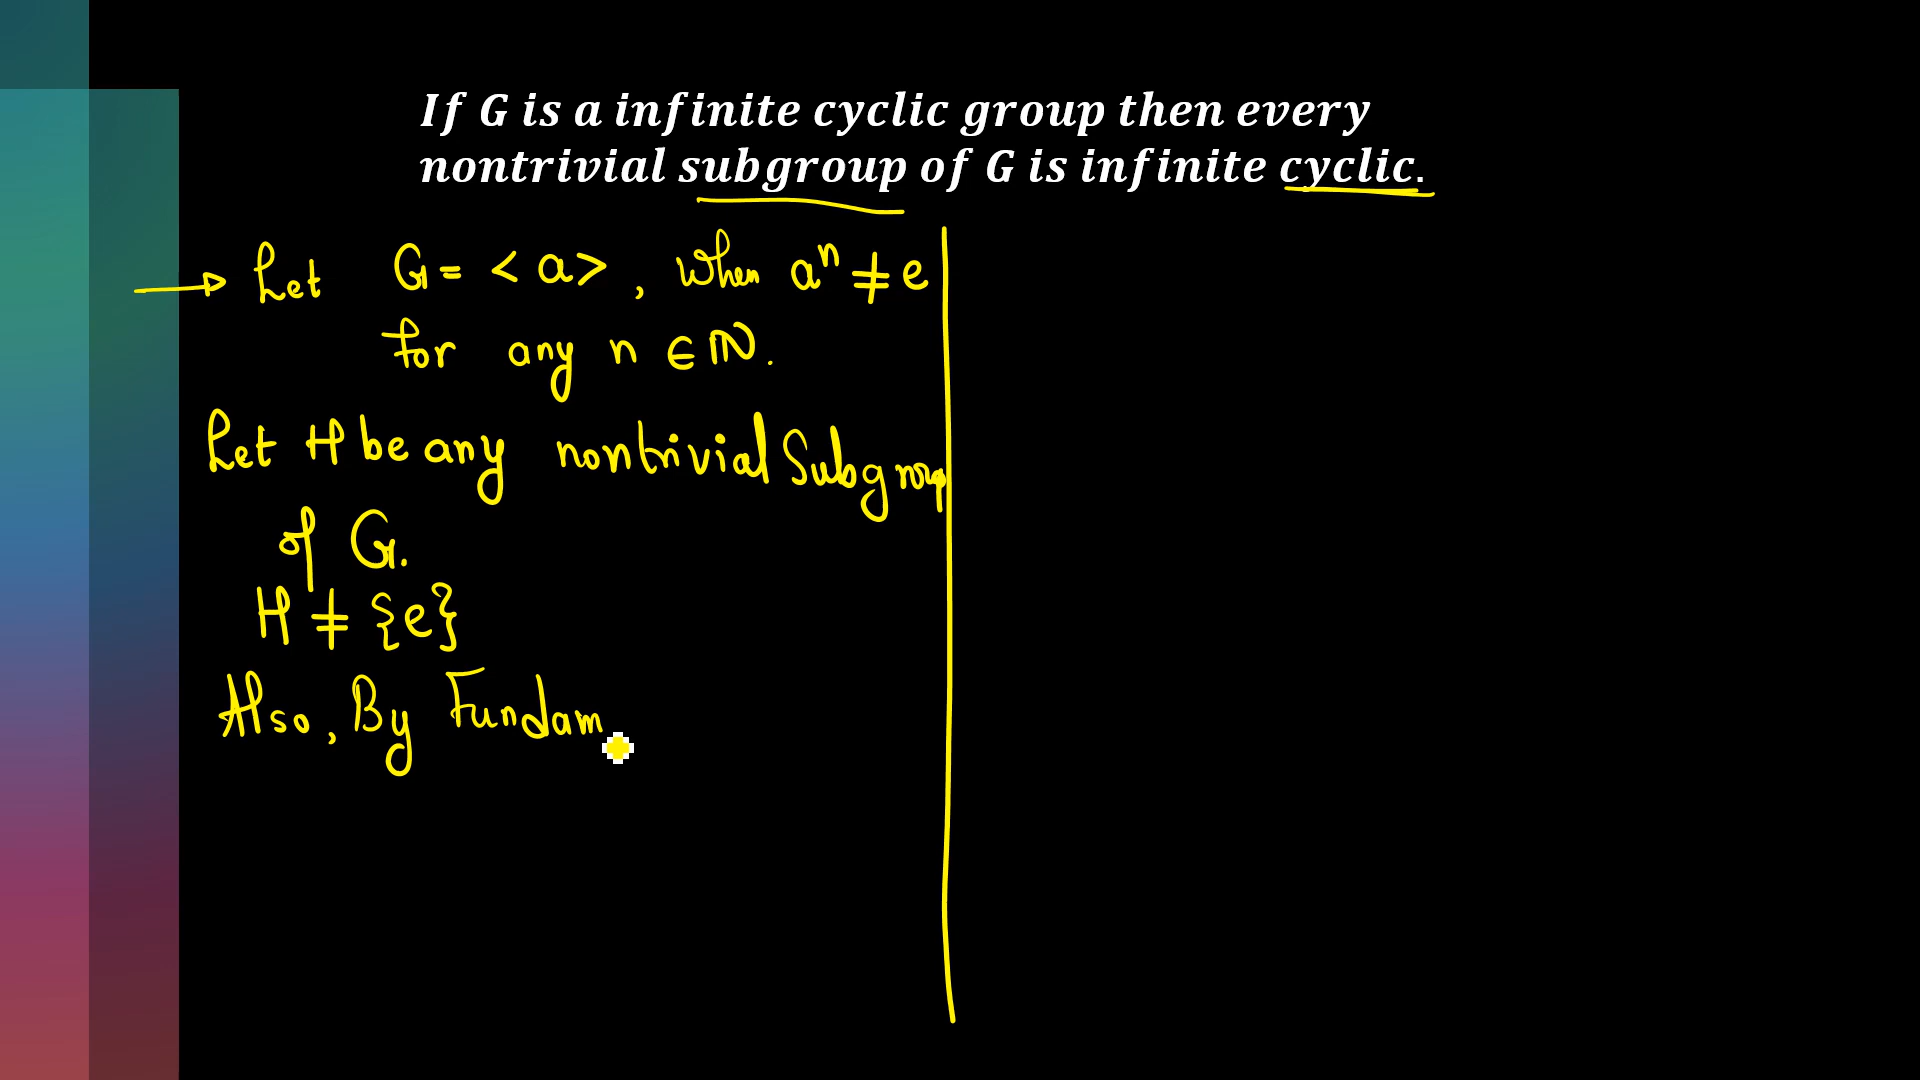 If G is a infinite cyclic group then every
nontrivial subgroup of G is infinite cyclic.
Let G = <a>, when aⁿ ≠ e
for any n ∈ ℕ.
Let H be any nontrivial Subgroup
of G.
H ≠ {e}
Also, By Fundam